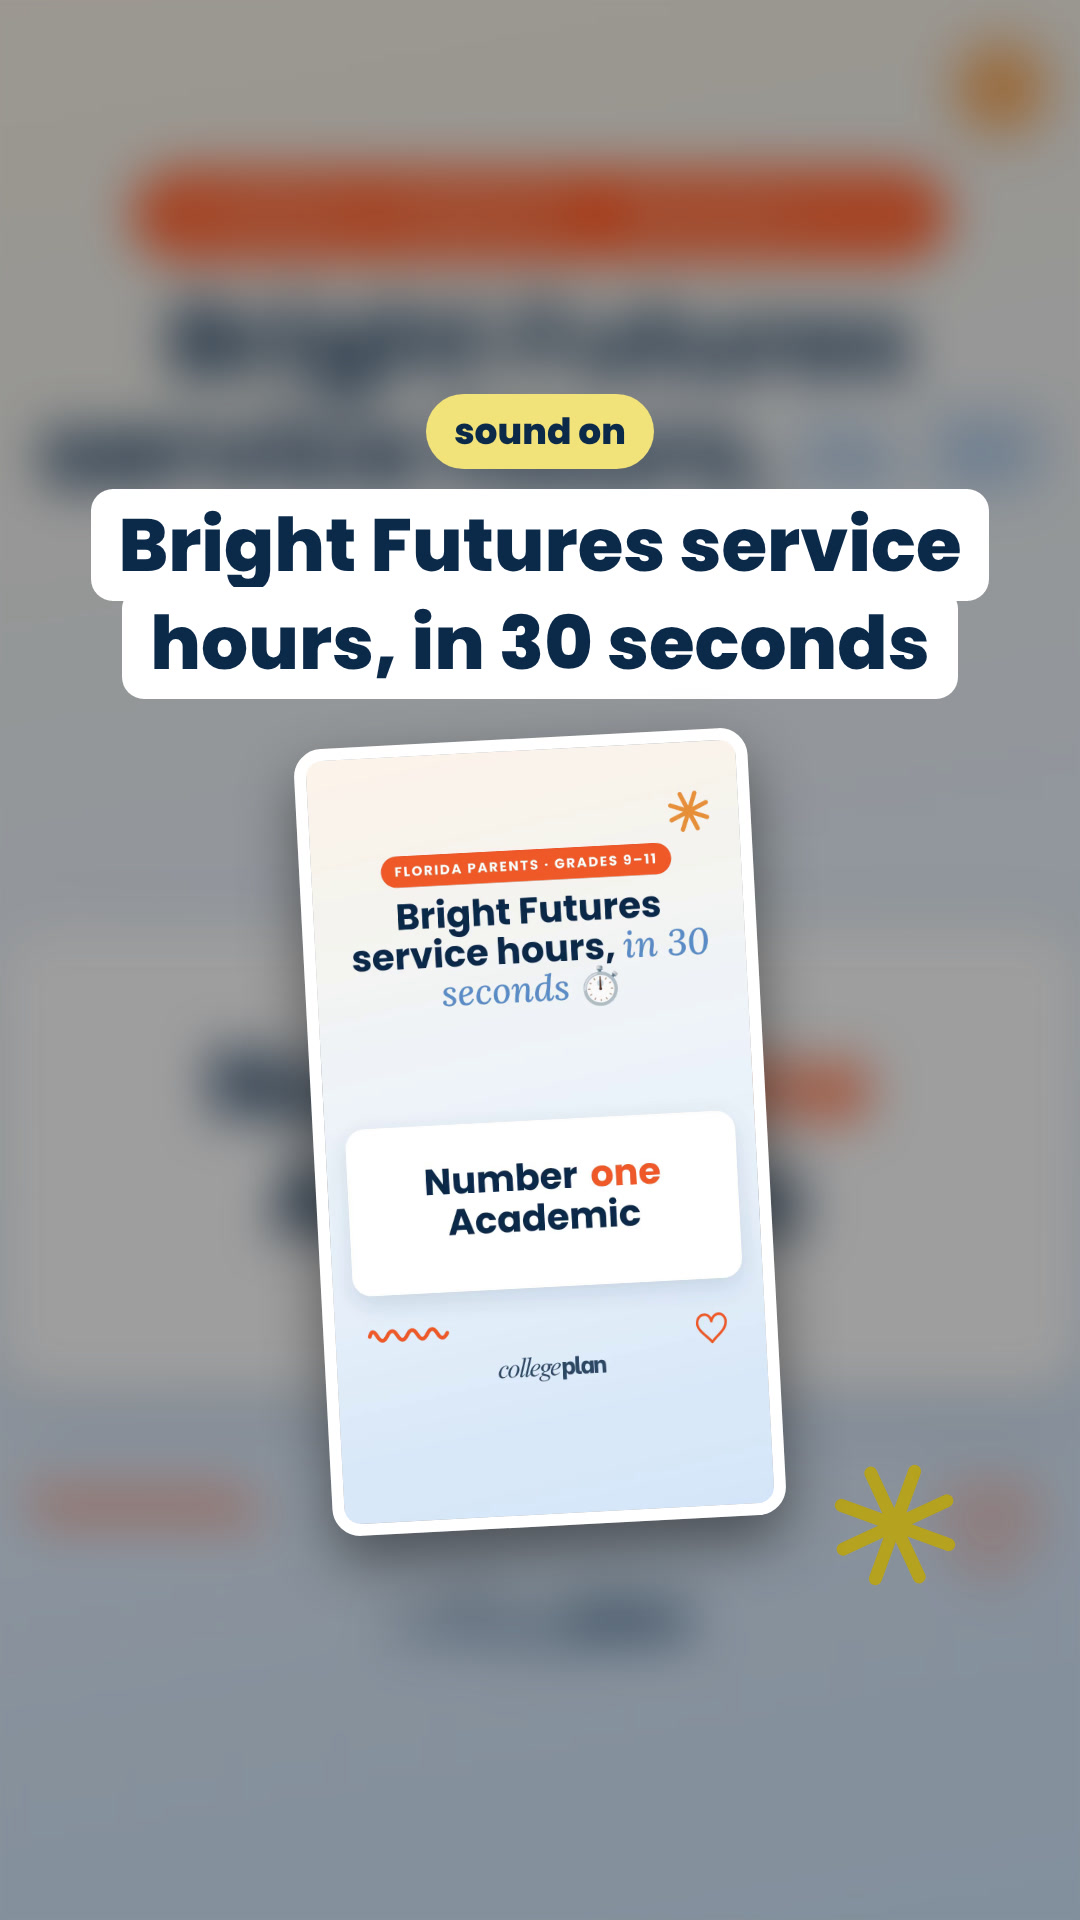 sound on
Bright Futures service
hours, in 30 seconds
FLORIDA PARENTS · GRADES 9–11
Bright Futures
service hours, in 30
seconds
Number one
Academic
collegeplan